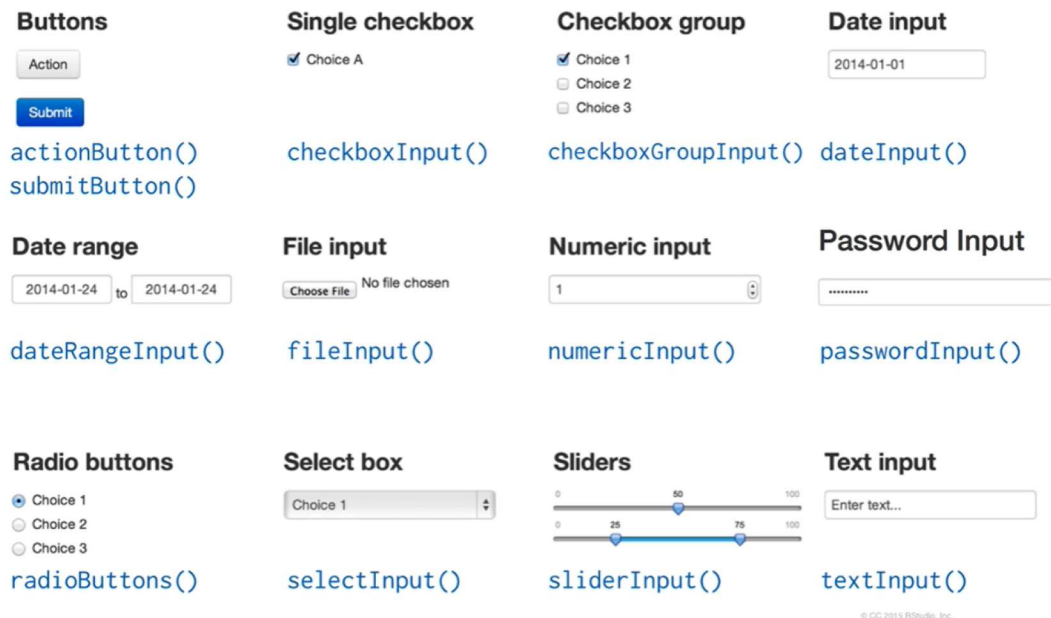 Buttons
Action
Submit
actionButton()
submitButton()
Single checkbox
Choice A
checkboxInput()
Checkbox group
Choice 1
Choice 2
Choice 3
checkboxGroupInput()
Date input
2014-01-01
dateInput()
Date range
2014-01-24 to 2014-01-24
dateRangeInput()
File input
Choose File No file chosen
fileInput()
Numeric input
1
numericInput()
Password Input
••••••••••
passwordInput()
Radio buttons
Choice 1
Choice 2
Choice 3
radioButtons()
Select box
Choice 1
selectInput()
Sliders
0 50 100
0 25 75 100
sliderInput()
Text input
Enter text...
textInput()
© CC 2015 RStudio, Inc.